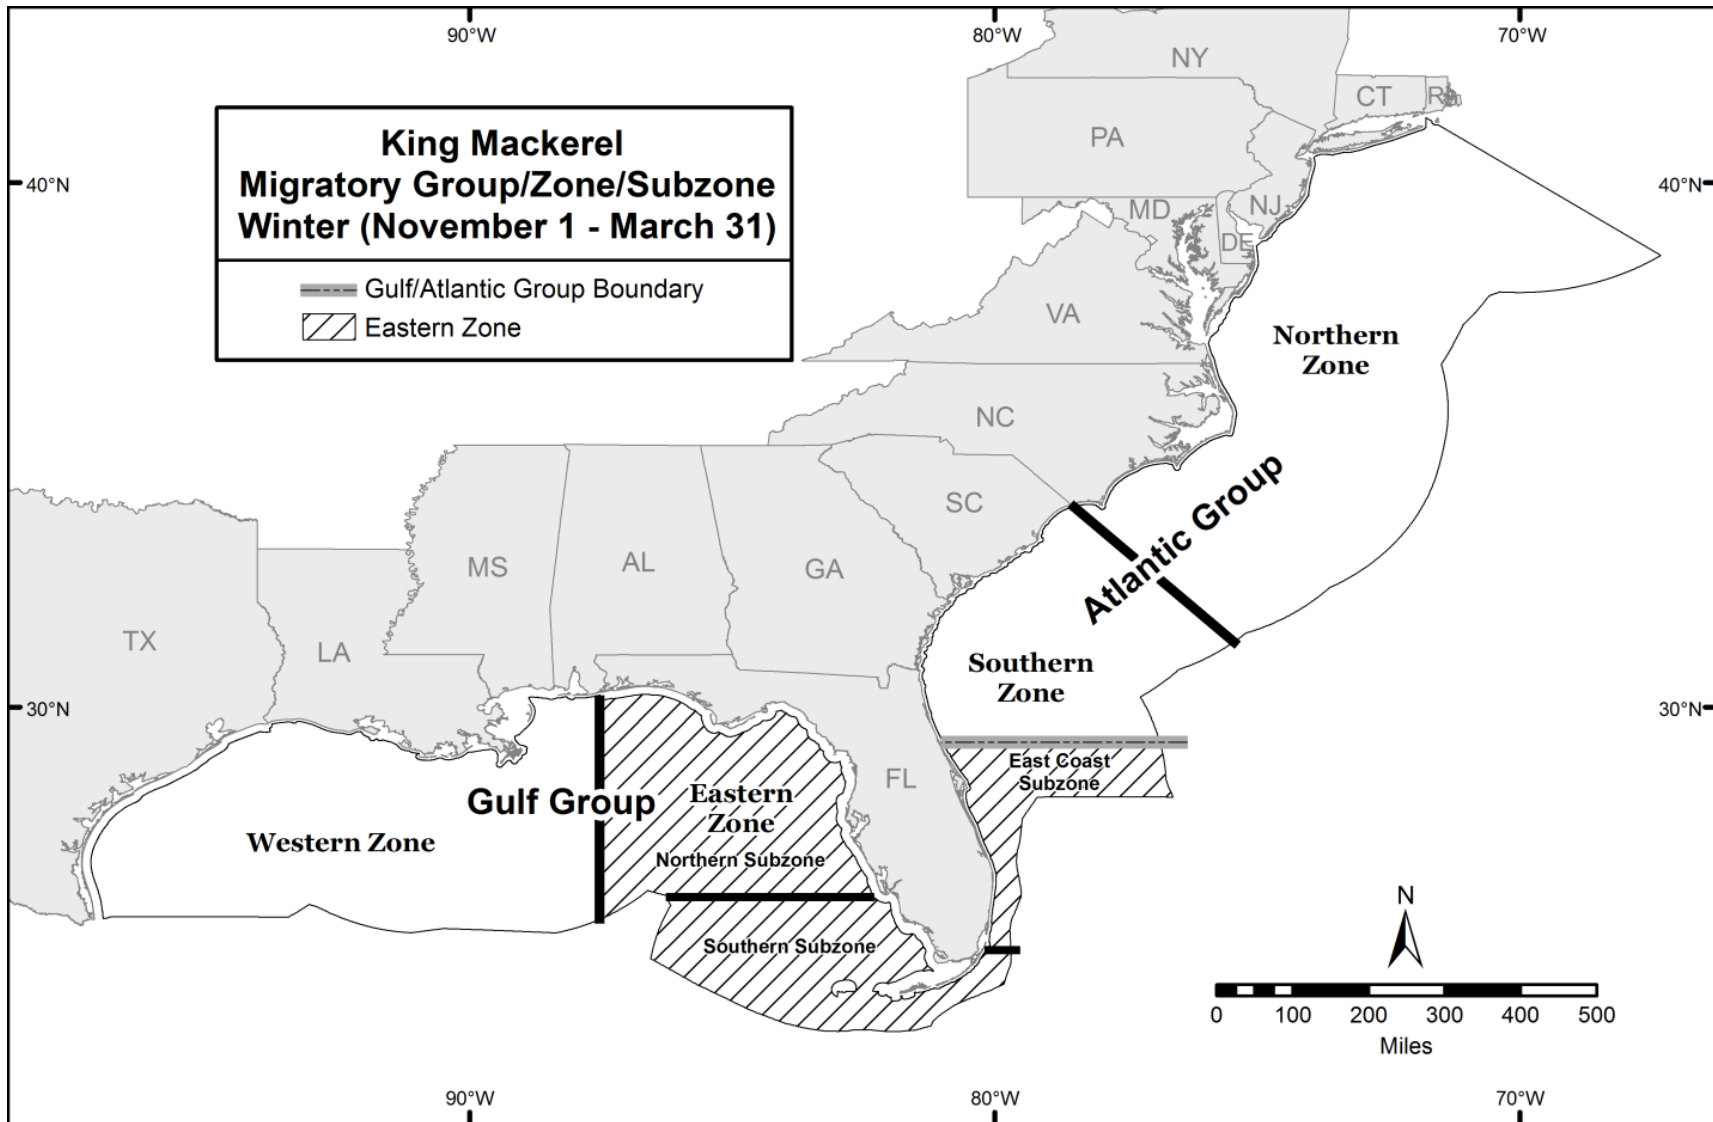 90°W
80°W
70°W
NY
CT
RI
PA
40°N
40°N
MD
NJ
DE
King Mackerel
Migratory Group/Zone/Subzone
Winter (November 1 - March 31)
Gulf/Atlantic Group Boundary
Eastern Zone
VA
Northern
Zone
NC
SC
Atlantic Group
MS
AL
GA
TX
LA
Southern
Zone
30°N
30°N
East Coast
Subzone
FL
Gulf Group
Eastern
Zone
Western Zone
Northern Subzone
Southern Subzone
N
0 100 200 300 400 500
Miles
90°W
80°W
70°W